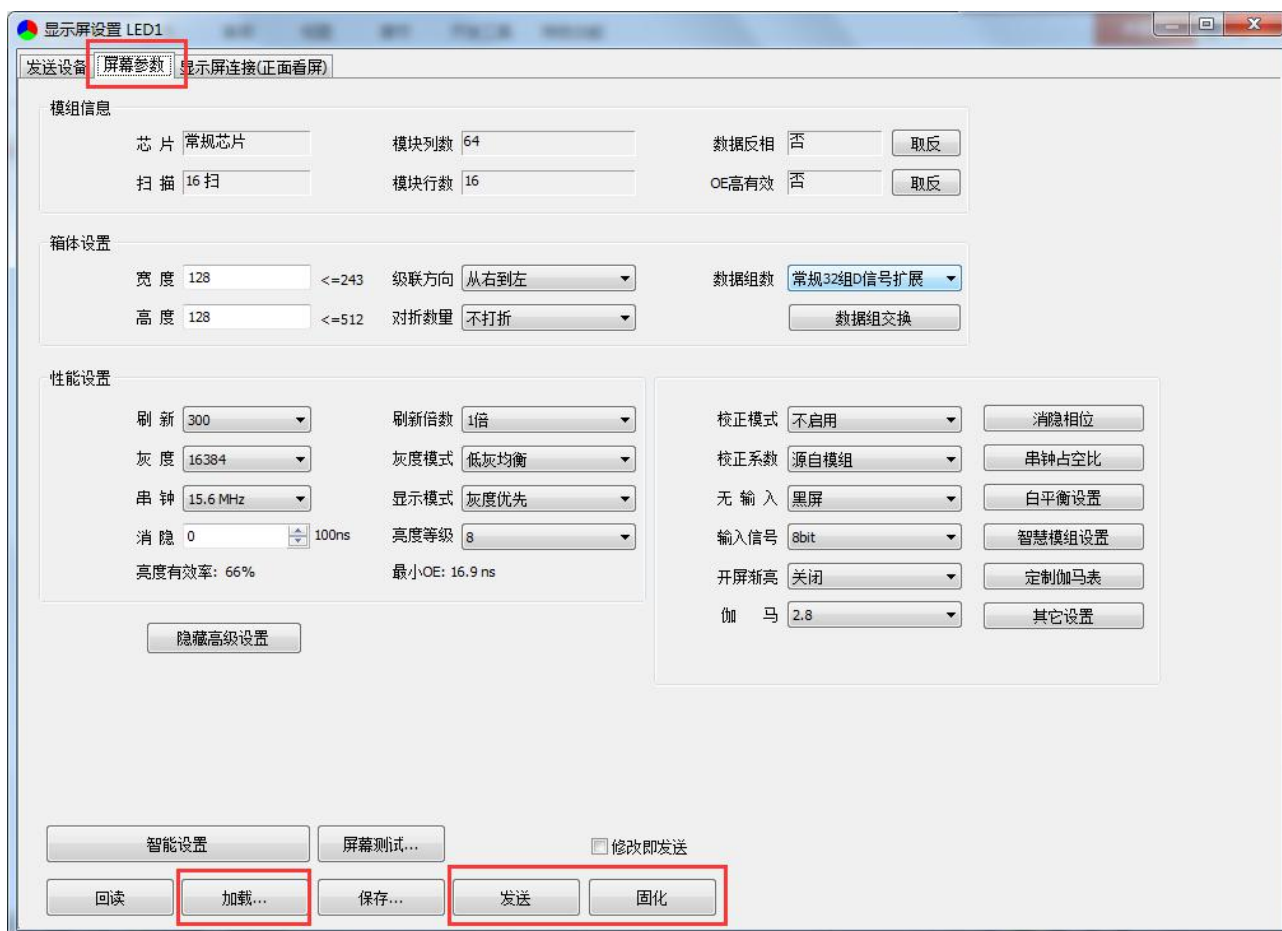 显示屏设置 LED1
发送设备 屏幕参数 显示屏连接(正面看屏)
模组信息
芯 片 常规芯片 模块列数 64 数据反相 否 取反
扫 描 16 扫 模块行数 16 OE高有效 否 取反
箱体设置
宽 度 128 <=243 级联方向 从右到左 数据组数 常规32组D信号扩展
高 度 128 <=512 对折数量 不打折 数据组交换
性能设置
刷 新 300 刷新倍数 1倍 校正模式 不启用 消隐相位
灰 度 16384 灰度模式 低灰均衡 校正系数 源自模组 串钟占空比
串 钟 15.6 MHz 显示模式 灰度优先 无 输 入 黑屏 白平衡设置
消 隐 0 100ns 亮度等级 8 输入信号 8bit 智慧模组设置
亮度有效率: 66% 最小OE: 16.9 ns 开屏渐亮 关闭 定制伽马表
伽 马 2.8 其它设置
隐藏高级设置
智能设置 屏幕测试... 修改即发送
回读 加载... 保存... 发送 固化